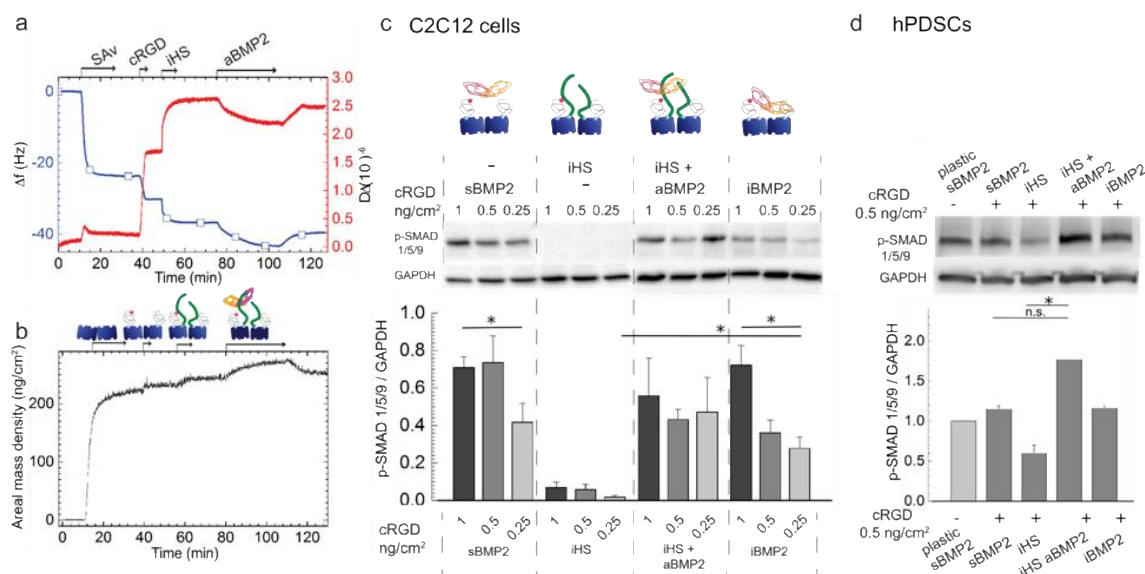 a
SAv
cRGD
iHS
aBMP2
0 20 40 60 80 100 120
0
-20
-40
Δf (Hz)
3.0
2.5
2.0
1.5
1.0
0.5
0.0
Time (min)
b
Areal mass density (ng/cm²)
200
100
0
0 20 40 60 80 100 120
Time (min)
c C2C12 cells
– iHS iHS + iBMP2
sBMP2 – aBMP2
cRGD
ng/cm²
1 0.5 0.25 1 0.5 0.25 1 0.5 0.25 1 0.5 0.25
p-SMAD
1/5/9
GAPDH
* * *
p-SMAD 1/5/9 / GAPDH
1.0
0.8
0.6
0.4
0.2
0.0
cRGD
ng/cm²
1 0.5 0.25 1 0.5 0.25 1 0.5 0.25 1 0.5 0.25
sBMP2 iHS iHS + iBMP2
aBMP2
d hPDSCs
plastic
sBMP2
sBMP2
iHS
iHS +
aBMP2
iBMP2
cRGD
0.5 ng/cm²
- + + + +
p-SMAD
1/5/9
GAPDH
*
n.s.
p-SMAD 1/5/9 / GAPDH
2.0
1.5
1.0
0.5
0.0
cRGD
0.5 ng/cm²
- + + + +
plastic
sBMP2
sBMP2
iHS
iHS aBMP2
iBMP2